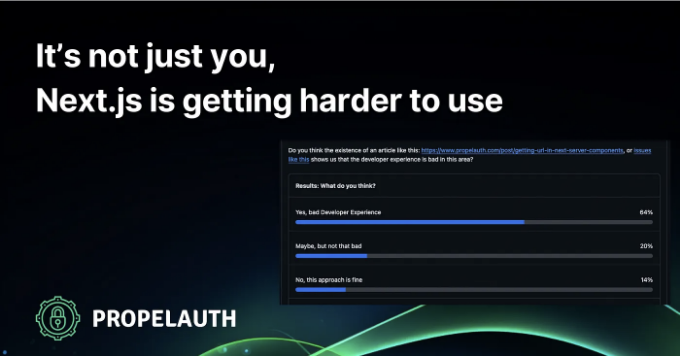 It's not just you,
Next.js is getting harder to use
Do you think the existence of an article like this: https://www.propelauth.com/post/getting-url-in-next-server-components, or issues
like this shows us that the developer experience is bad in this area?
Results: What do you think?
Yes, bad Developer Experience 64%
Maybe, but not that bad 20%
No, this approach is fine 14%
PROPELAUTH